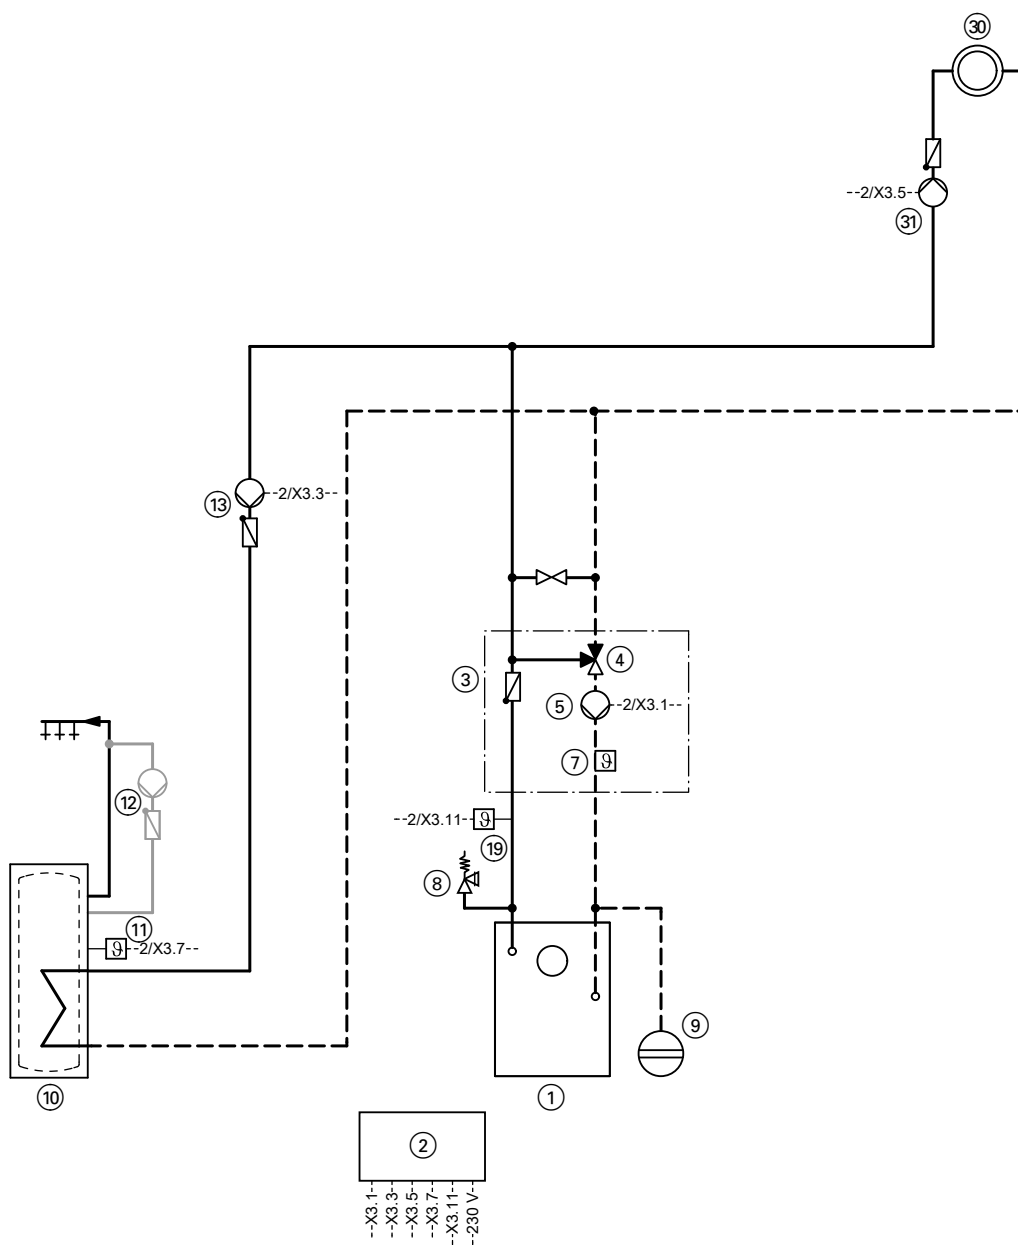 30
--2/X3.5--
31
--2/X3.3--
13
4
3
5
--2/X3.1--
7
ϑ
12
--2/X3.11--
ϑ
19
8
11
ϑ
--2/X3.7--
9
10
1
2
--X3.1--
--X3.3--
--X3.5--
--X3.7--
--X3.11--
--230 V--